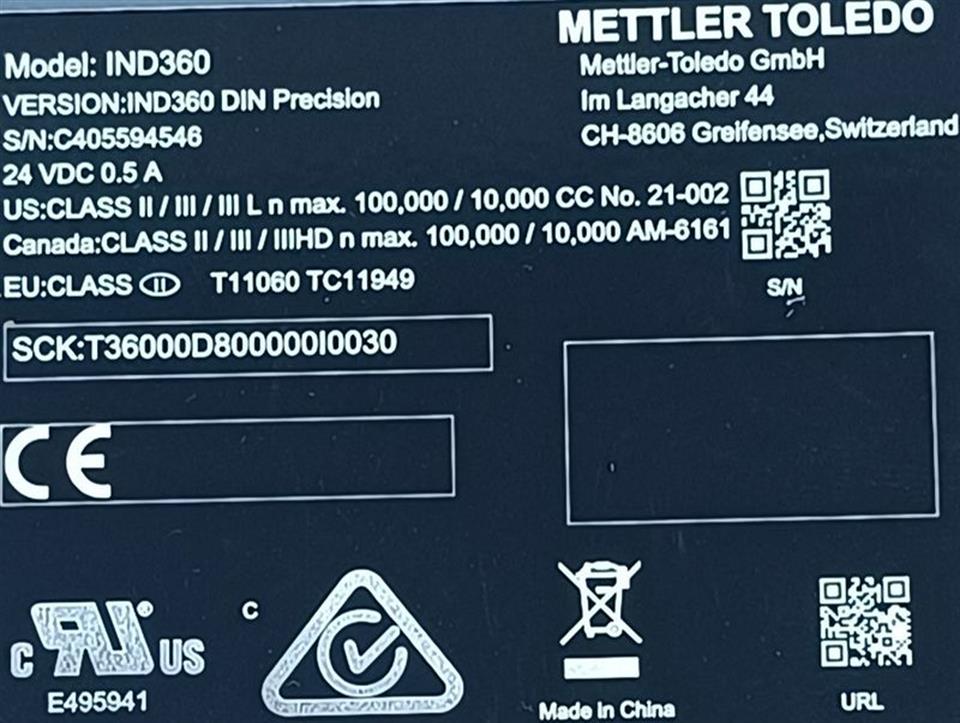 METTLER TOLEDO
Mettler-Toledo GmbH
Im Langacher 44
CH-8606 Greifensee,Switzerland
Model: IND360
VERSION:IND360 DIN Precision
S/N:C405594546
24 VDC 0.5 A
US:CLASS II / III / III L n max. 100,000 / 10,000 CC No. 21-002
Canada:CLASS II / III / IIIHD n max. 100,000 / 10,000 AM-6161
EU:CLASS II T11060 TC11949
S/N
SCK:T36000D800000I0030
CE
C RU® US
E495941
C
Made In China
URL